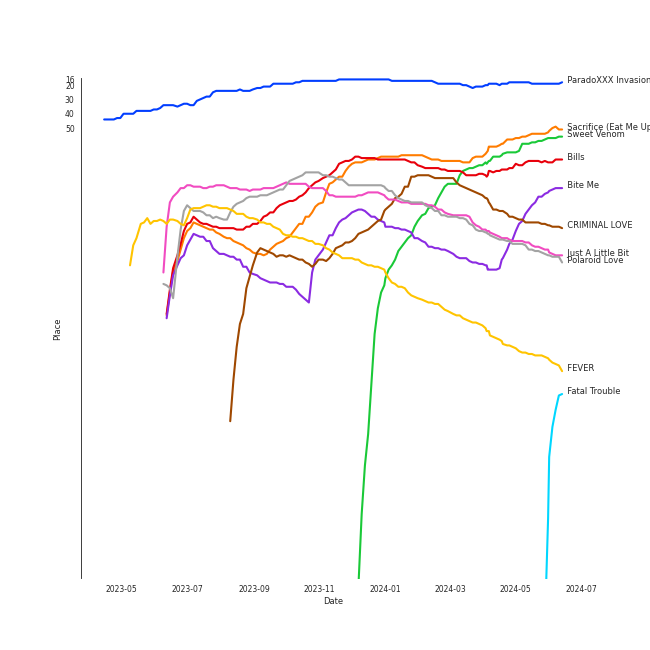 16
20
30
40
50
ParadoXXX Invasion
Sacrifice (Eat Me Up
Sweet Venom
Bills
Bite Me
CRIMINAL LOVE
Just A Little Bit
Polaroid Love
FEVER
Fatal Trouble
Place
2023-05 2023-07 2023-09 2023-11 2024-01 2024-03 2024-05 2024-07
Date